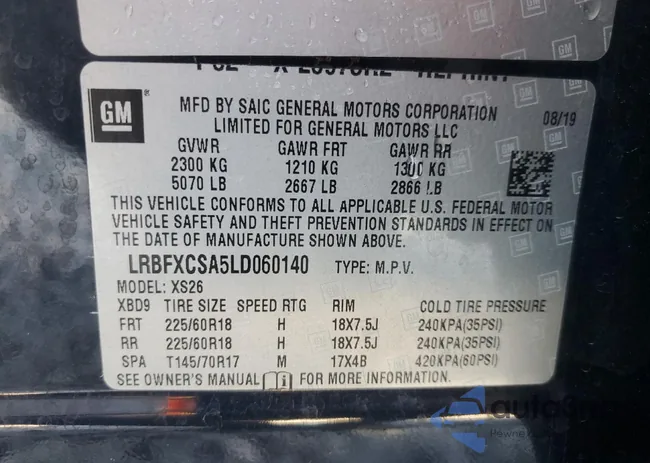 GM
®
MFD BY SAIC GENERAL MOTORS CORPORATION
LIMITED FOR GENERAL MOTORS LLC
08/19
GVWR GAWR FRT GAWR RR
2300 KG 1210 KG 1300 KG
5070 LB 2667 LB 2866 LB
THIS VEHICLE CONFORMS TO ALL APPLICABLE U.S. FEDERAL MOTOR
VEHICLE SAFETY AND THEFT PREVENTION STANDARDS IN EFFECT ON
THE DATE OF MANUFACTURE SHOWN ABOVE.
LRBFXCSA5LD060140 TYPE: M.P.V.
MODEL: XS26
XBD9 TIRE SIZE SPEED RTG RIM COLD TIRE PRESSURE
FRT 225/60R18 H 18X7.5J 240KPA(35PSI)
RR 225/60R18 H 18X7.5J 240KPA(35PSI)
SPA T145/70R17 M 17X4B 420KPA(60PSI)
SEE OWNER'S MANUAL i FOR MORE INFORMATION.